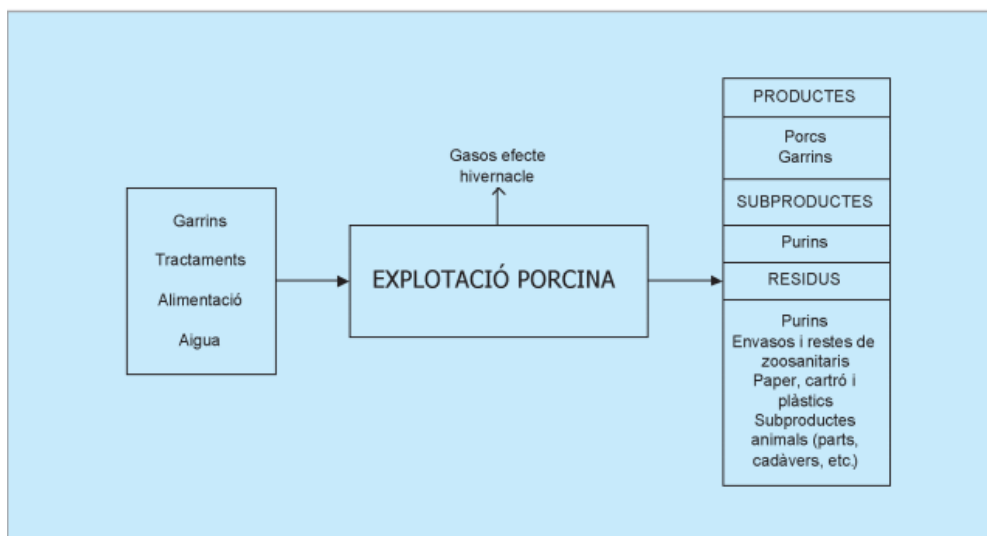 Garrins
Tractaments
Alimentació
Aigua
Gasos efecte
hivernacle
EXPLOTACIÓ PORCINA
PRODUCTES
Porcs
Garrins
SUBPRODUCTES
Purins
RESIDUS
Purins
Envasos i restes de
zoosanitaris
Paper, cartró i
plàstics
Subproductes
animals (parts,
cadàvers, etc.)